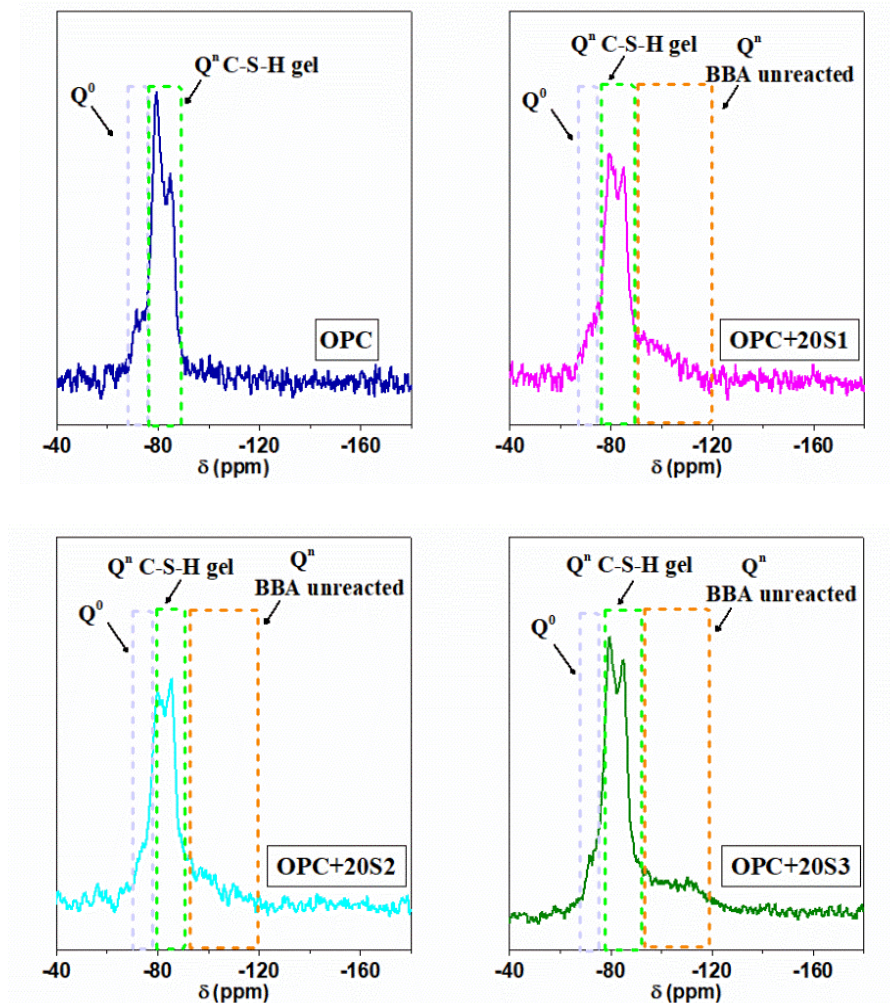 Qⁿ C-S-H gel
Q⁰
OPC
-40 -80 -120 -160
δ (ppm)
Qⁿ C-S-H gel
Qⁿ
BBA unreacted
Q⁰
OPC+20S1
-40 -80 -120 -160
δ (ppm)
Qⁿ C-S-H gel
Qⁿ
BBA unreacted
Q⁰
OPC+20S2
-40 -80 -120 -160
δ (ppm)
Qⁿ C-S-H gel
Qⁿ
BBA unreacted
Q⁰
OPC+20S3
-40 -80 -120 -160
δ (ppm)